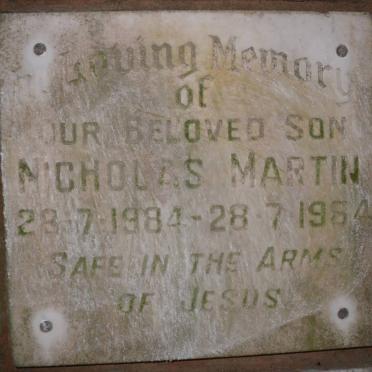 In Loving Memory
of
OUR BELOVED SON
NICHOLAS MARTIN
28-7-1984-28-7-1984
SAFE IN THE ARMS
OF JESUS